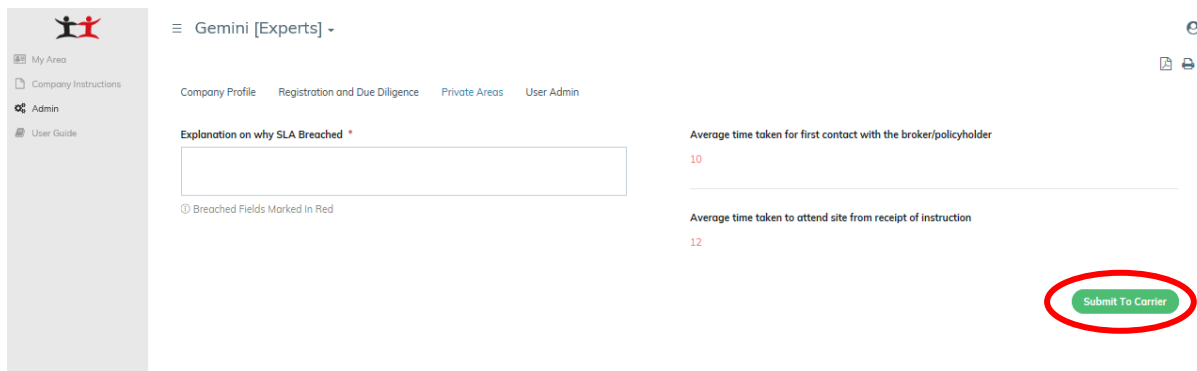 Gemini [Experts]
My Area
Company Instructions
Admin
User Guide
Company Profile Registration and Due Diligence Private Areas User Admin
Explanation on why SLA Breached *
Breached Fields Marked In Red
Average time taken for first contact with the broker/policyholder
10
Average time taken to attend site from receipt of instruction
12
Submit To Carrier